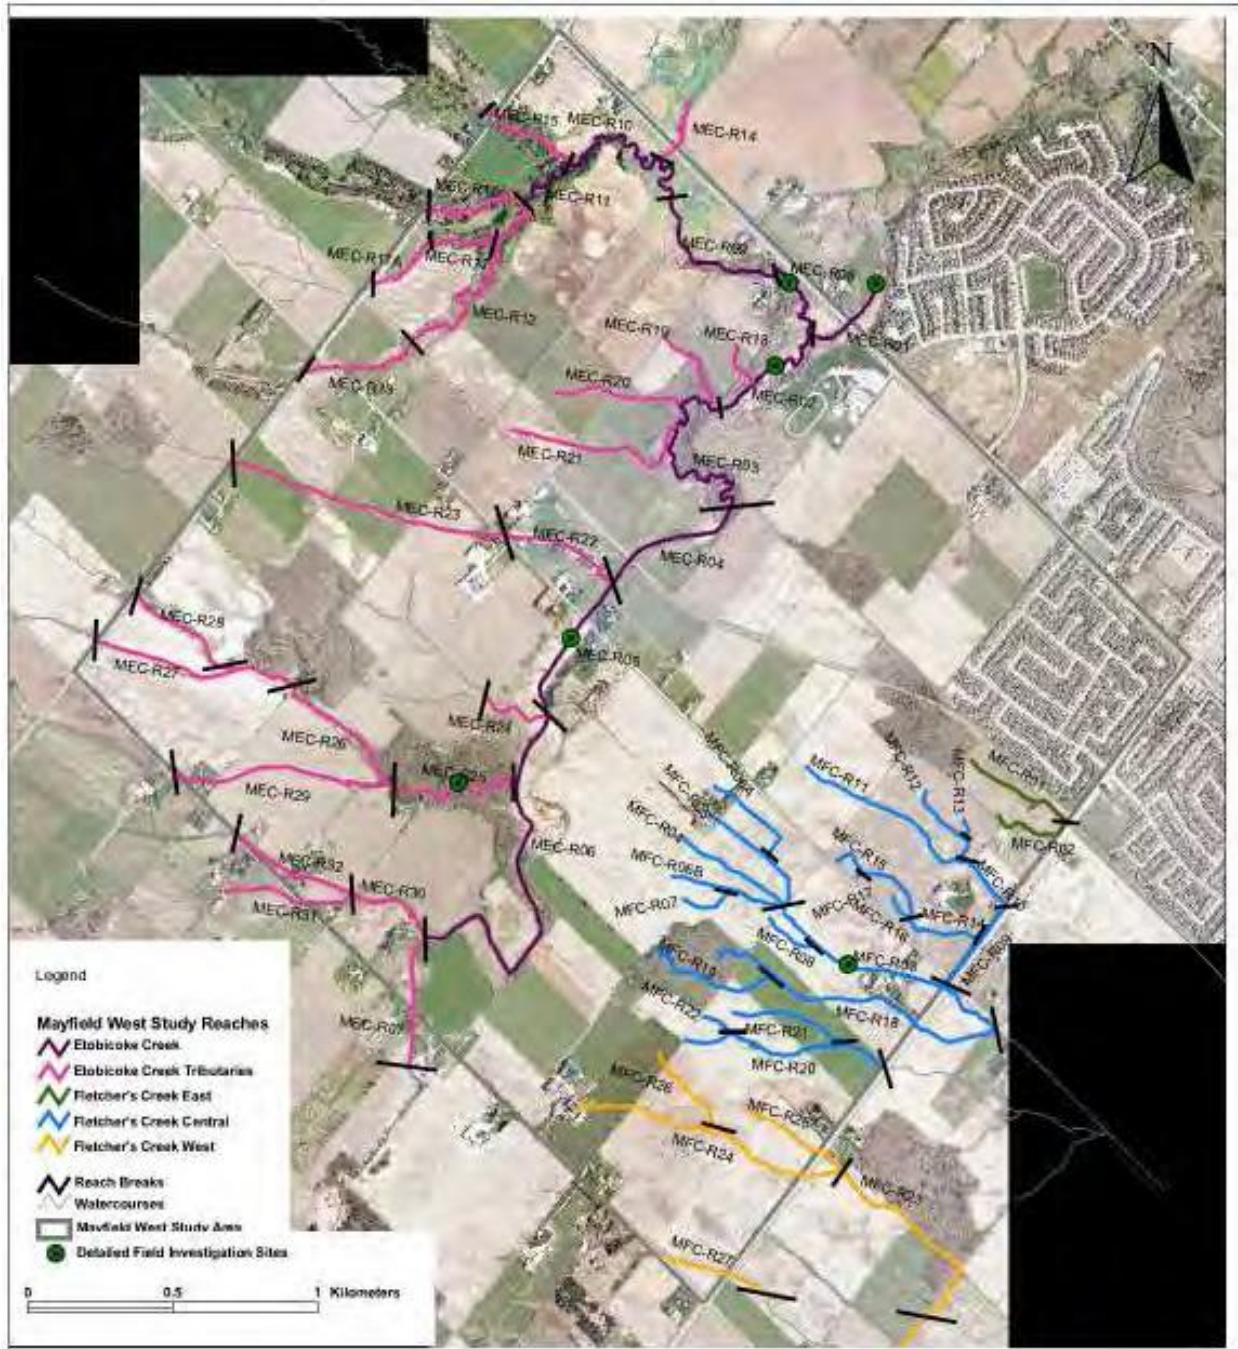 N
MEC-R15
MEC-R10
MEC-R14
MEC-R11
MEC-R17A
MEC-R12
MEC-R19
MEC-R18
MEC-R01
MEC-R20
MEC-R02
MEC-R21
MEC-R03
MEC-R23
MEC-R22
MEC-R04
MEC-R28
MEC-R05
MEC-R27
MEC-R24
MEC-R26
MEC-R25
MEC-R29
MEC-R06
MEC-R32
MEC-R30
MEC-R31
MFC-R11
MFC-R12
MFC-R13
MFC-R01
MFC-R02
MFC-R04
MFC-R15
MFC-R06B
MFC-R07
MFC-R16
MFC-R14
MFC-R08
MFC-R09
MFC-R19
MFC-R22
MFC-R18
MFC-R21
MFC-R20
MFC-R26
MFC-R25
MFC-R24
MFC-R23
MFC-R27
Legend
Mayfield West Study Reaches
Etobicoke Creek
Etobicoke Creek Tributaries
Fletcher's Creek East
Fletcher's Creek Central
Fletcher's Creek West
Reach Breaks
Watercourses
Mayfield West Study Area
Detailed Field Investigation Sites
0 0.5 1 Kilometers